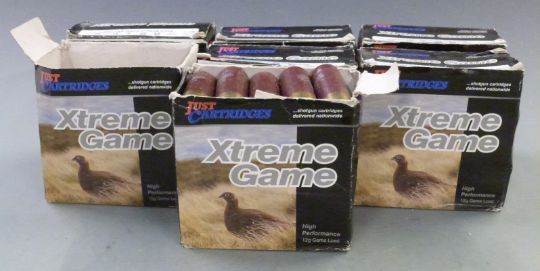 JUST
CARTRIDGES
Xtreme
Game
High
Performance
12g Game Load
JUST
CARTRIDGES
...shotgun cartridges
delivered nationwide
Xtreme
Game
High
Performance
12g Game Load
...shotgun cartridges
delivered nationwide
Xtreme
Game
High
Performance
12g Game Load
JUST
CARTRIDGES
...shotgun cartridges
delivered nationwide